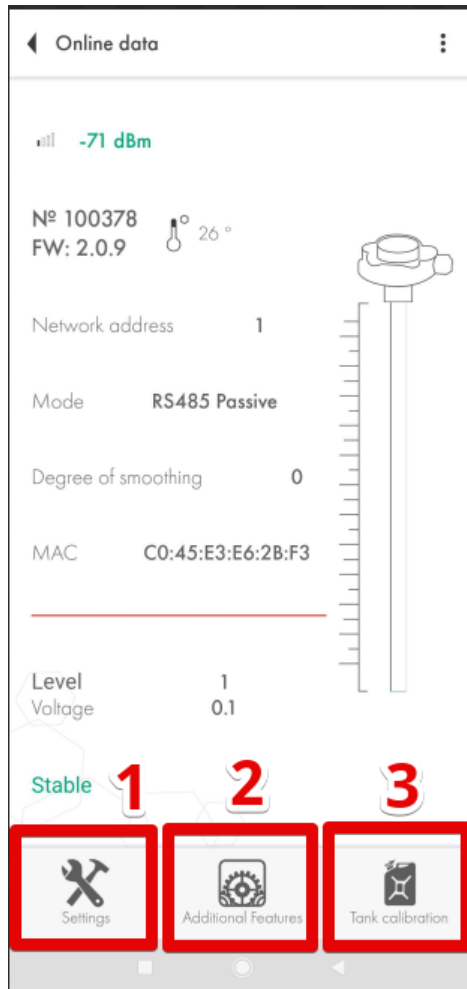 Online data
-71 dBm
№ 100378
FW: 2.0.9
26 °
Network address 1
Mode RS485 Passive
Degree of smoothing 0
MAC C0:45:E3:E6:2B:F3
Level 1
Voltage 0.1
Stable
1 2 3
Settings Additional Features Tank calibration